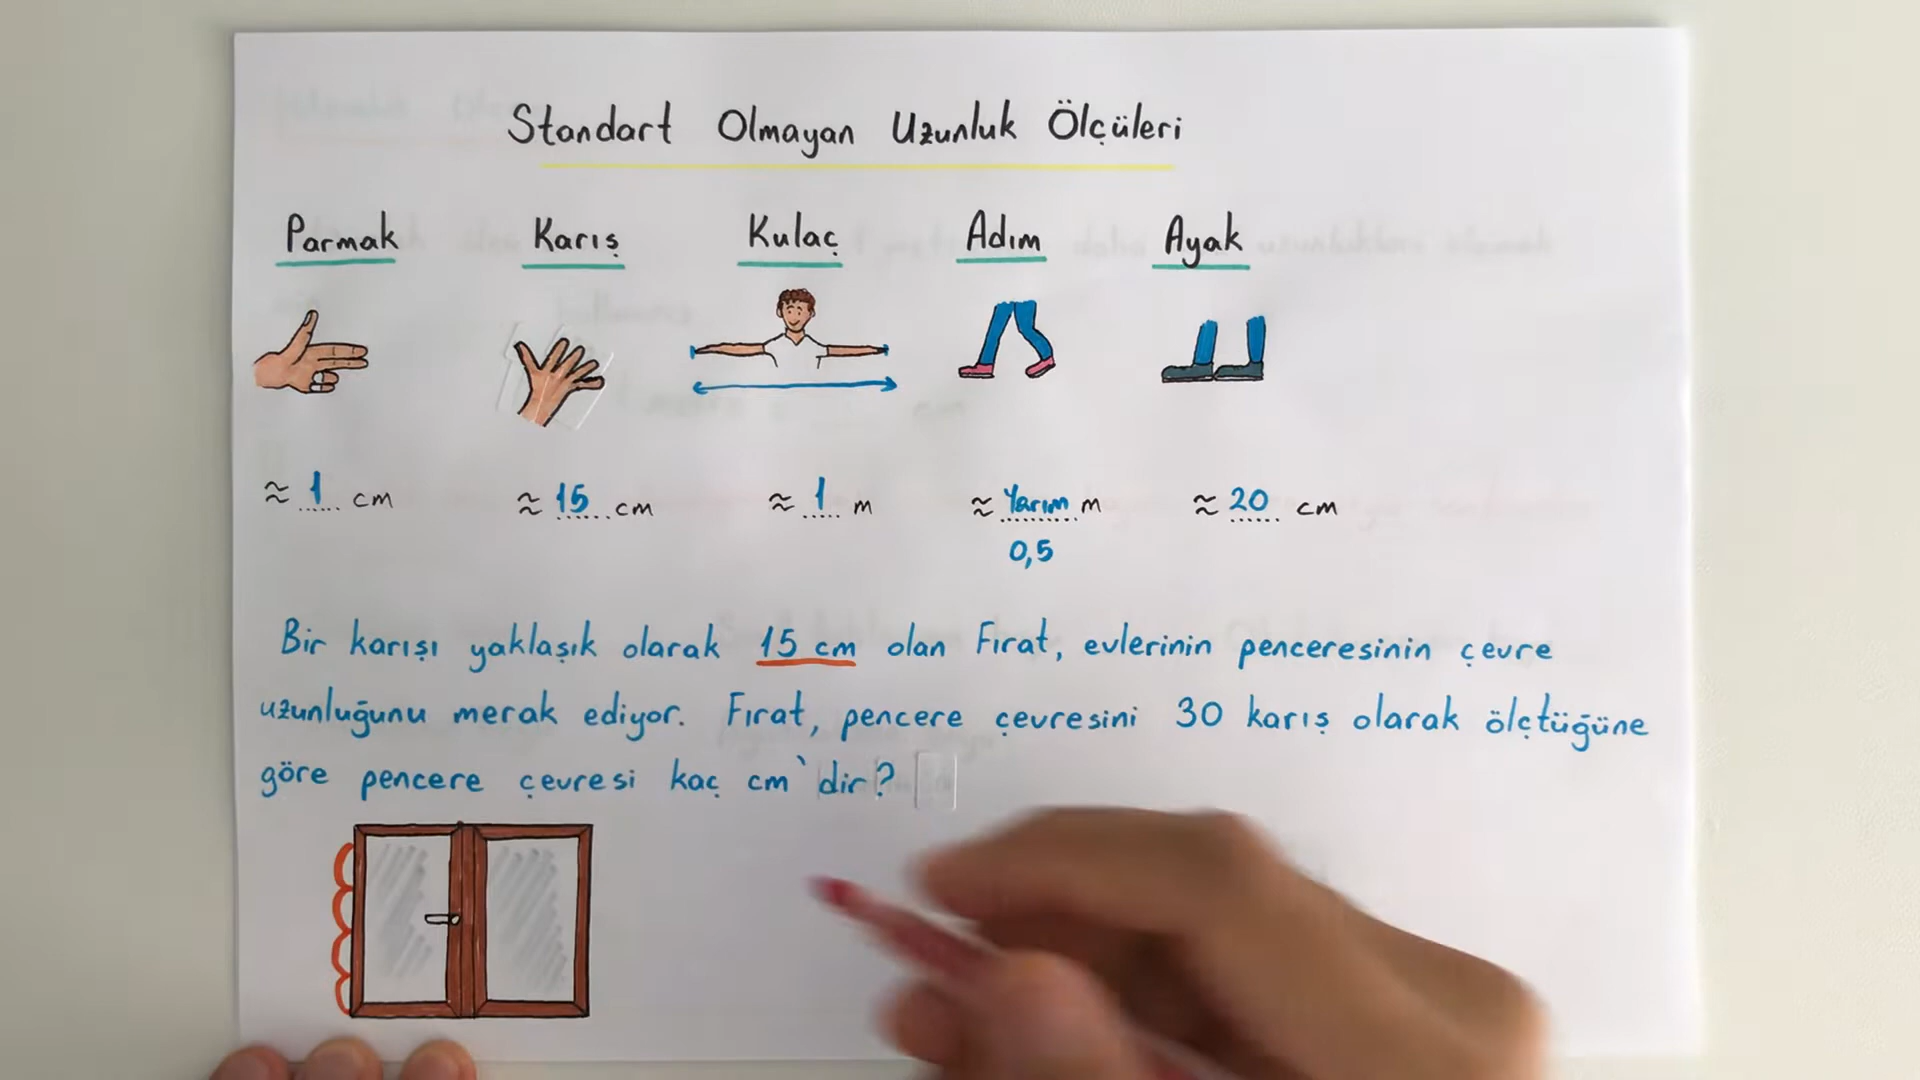 Standart Olmayan Uzunluk Ölçüleri
Parmak Karış Kulaç Adım Ayak
≈ 1 cm ≈ 15 cm ≈ 1 m ≈ Yarım m ≈ 20 cm
0,5
Bir karışı yaklaşık olarak 15 cm olan Fırat, evlerinin penceresinin çevre
uzunluğunu merak ediyor. Fırat, pencere çevresini 30 karış olarak ölçtüğüne
göre pencere çevresi kaç cm`dir?